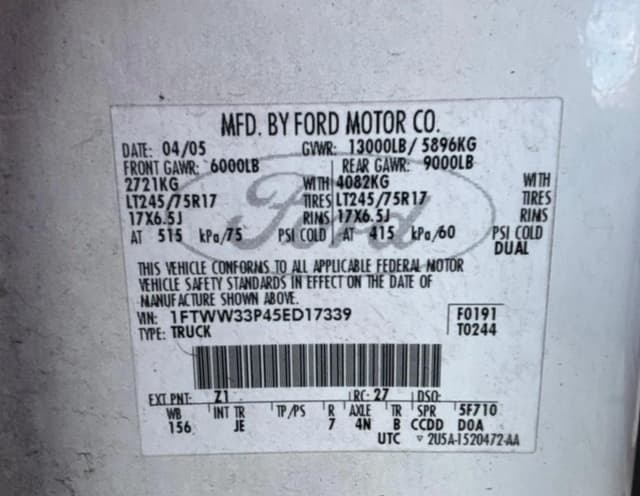 MFD. BY FORD MOTOR CO.
DATE: 04/05 GVWR: 13000LB/ 5896KG
FRONT GAWR: 6000LB REAR GAWR: 9000LB
2721KG WITH 4082KG WITH
LT245/75R17 TIRES LT245/75R17 TIRES
17X6.5J RIMS 17X6.5J RIMS
AT 515 kPa/75 PSI COLD AT 415 kPa/60 PSI COLD
DUAL
Ford
THIS VEHICLE CONFORMS TO ALL APPLICABLE FEDERAL MOTOR
VEHICLE SAFETY STANDARDS IN EFFECT ON THE DATE OF
MANUFACTURE SHOWN ABOVE.
VIN: 1FTWW33P45ED17339 F0191
TYPE: TRUCK T0244
EXT PNT: Z1 RC: 27 DSO:
WB INT TR TP/PS R AXLE TR SPR 5F710
156 JE 7 4N B CCDD DOA
UTC ▽ 2U5A-1520472-AA